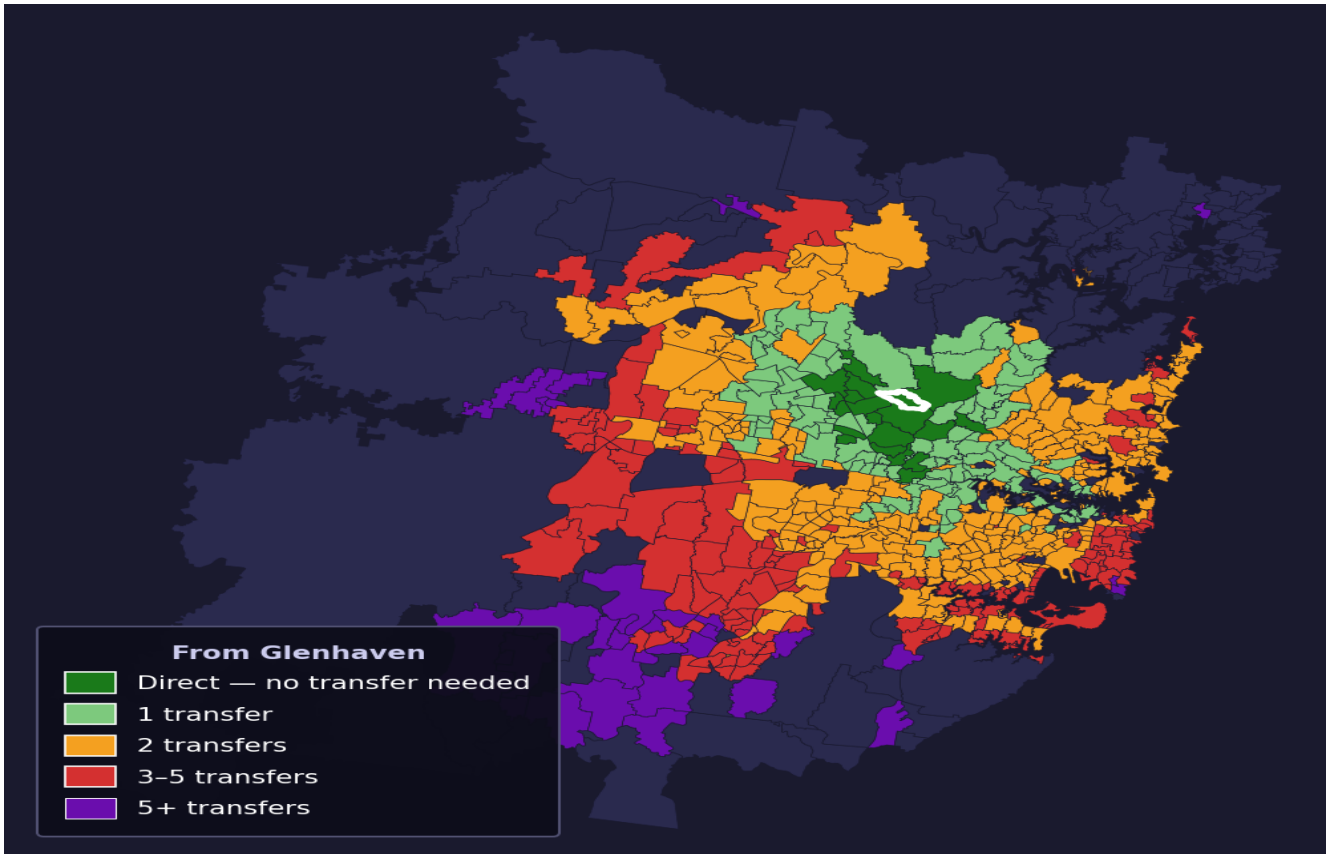 From Glenhaven
Direct — no transfer needed
1 transfer
2 transfers
3–5 transfers
5+ transfers